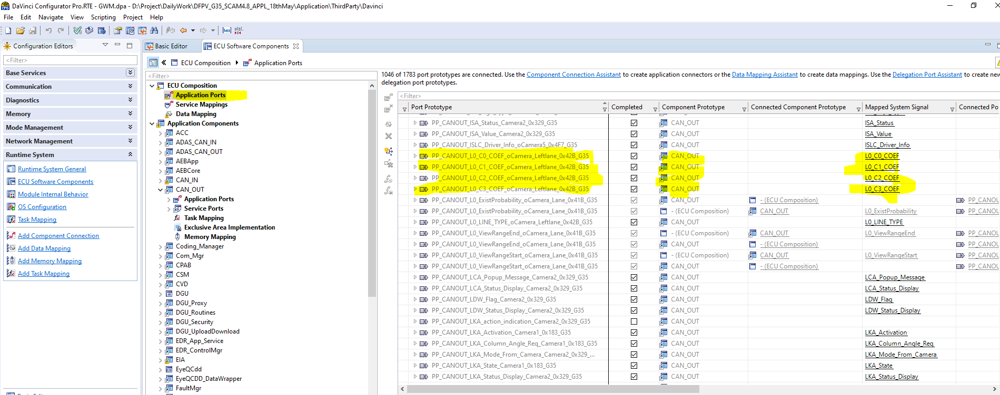 DaVinci Configurator Pro.RTE - GWM.dpa - D:\Project\DailyWork\DFPV_G35_SCAM4.8_APPL_18thMay\Application\ThirdParty\Davinci
File Edit Navigate View Scripting Project Help
Configuration Editors
<Filter>
Base Services
Communication
Diagnostics
Memory
Mode Management
Network Management
Runtime System
Runtime System General
ECU Software Components
Module Internal Behavior
OS Configuration
Task Mapping
Add Component Connection
Add Data Mapping
Add Memory Mapping
Add Task Mapping
Basic Editor ECU Software Components
ECU Composition Application Ports
<Filter>
ECU Composition
Application Ports
Service Mappings
Data Mapping
Application Components
ACC
ADAS_CAN_IN
ADAS_CAN_OUT
AEBApp
AEBCore
CAN_IN
CAN_OUT
Application Ports
Service Ports
Task Mapping
Exclusive Area Implementation
Memory Mapping
Coding_Manager
Com_Mgr
CPAB
CSM
CVD
DGU
DGU_Proxy
DGU_Routines
DGU_Security
DGU_UploadDownload
EDR_App_Service
EDR_ControlMgr
EIA
EyeQCdd
EyeQCDD_DataWrapper
FaultMgr
1046 of 1783 port prototypes are connected. Use the Component Connection Assistant to create application connectors or the Data Mapping Assistant to create data mappings. Use the Delegation Port Assistant to create new
delegation port prototypes.
<Filter>
Port Prototype Completed Component Prototype Connected Component Prototype Mapped System Signal Connected Po
PP_CANOUT_ISA_Status_Camera2_0x329_G35 CAN_OUT ISA_Status
PP_CANOUT_ISA_Value_Camera2_0x329_G35 CAN_OUT ISA_Value
PP_CANOUT_ISLC_Driver_Info_oCamera5_0x4F7_G35 CAN_OUT ISLC_Driver_Info
PP_CANOUT_L0_C0_COEF_oCamera_Leftlane_0x42B_G35 CAN_OUT L0_C0_COEF
PP_CANOUT_L0_C1_COEF_oCamera_Leftlane_0x42B_G35 CAN_OUT L0_C1_COEF
PP_CANOUT_L0_C2_COEF_oCamera_Leftlane_0x42B_G35 CAN_OUT L0_C2_COEF
PP_CANOUT_L0_C3_COEF_oCamera_Leftlane_0x42B_G35 CAN_OUT L0_C3_COEF
PP_CANOUT_L0_ExistProbability_oCamera_Lane_0x41B_G35 CAN_OUT - (ECU Composition) PP_CANOU
PP_CANOUT_L0_ExistProbability_oCamera_Lane_0x41B_G35 - (ECU Composition) CAN_OUT L0_ExistProbability PP_CANOU
PP_CANOUT_L0_LINE_TYPE_oCamera_Leftlane_0x42B_G35 CAN_OUT L0_LINE_TYPE
PP_CANOUT_L0_ViewRangeEnd_oCamera_Lane_0x41B_G35 - (ECU Composition) CAN_OUT L0_ViewRangeEnd PP_CANOU
PP_CANOUT_L0_ViewRangeEnd_oCamera_Lane_0x41B_G35 CAN_OUT - (ECU Composition) PP_CANOU
PP_CANOUT_L0_ViewRangeStart_oCamera_Lane_0x41B_G35 - (ECU Composition) CAN_OUT L0_ViewRangeStart PP_CANOU
PP_CANOUT_L0_ViewRangeStart_oCamera_Lane_0x41B_G35 CAN_OUT - (ECU Composition) PP_CANOU
PP_CANOUT_LCA_Popup_Message_Camera2_0x329_G35 CAN_OUT LCA_Popup_Message
PP_CANOUT_LCA_Status_Display_Camera2_0x329_G35 CAN_OUT LCA_Status_Display
PP_CANOUT_LDW_Flag_Camera2_0x329_G35 CAN_OUT LDW_Flag
PP_CANOUT_LDW_Status_Display_Camera2_0x329_G35 CAN_OUT LDW_Status_Display
PP_CANOUT_LKA_action_indication_Camera2_0x329_G35 CAN_OUT
PP_CANOUT_LKA_Activation_Camera1_0x183_G35 CAN_OUT LKA_Activation
PP_CANOUT_LKA_Column_Angle_Req_Camera1_0x183_G35 CAN_OUT LKA_Column_Angle_Req
PP_CANOUT_LKA_Mode_From_Camera_Camera2_0x329_... CAN_OUT LKA_Mode_From_Camera
PP_CANOUT_LKA_State_Camera1_0x183_G35 CAN_OUT LKA_State
PP_CANOUT_LKA_Status_Display_Camera2_0x329_G35 CAN_OUT LKA_Status_Display